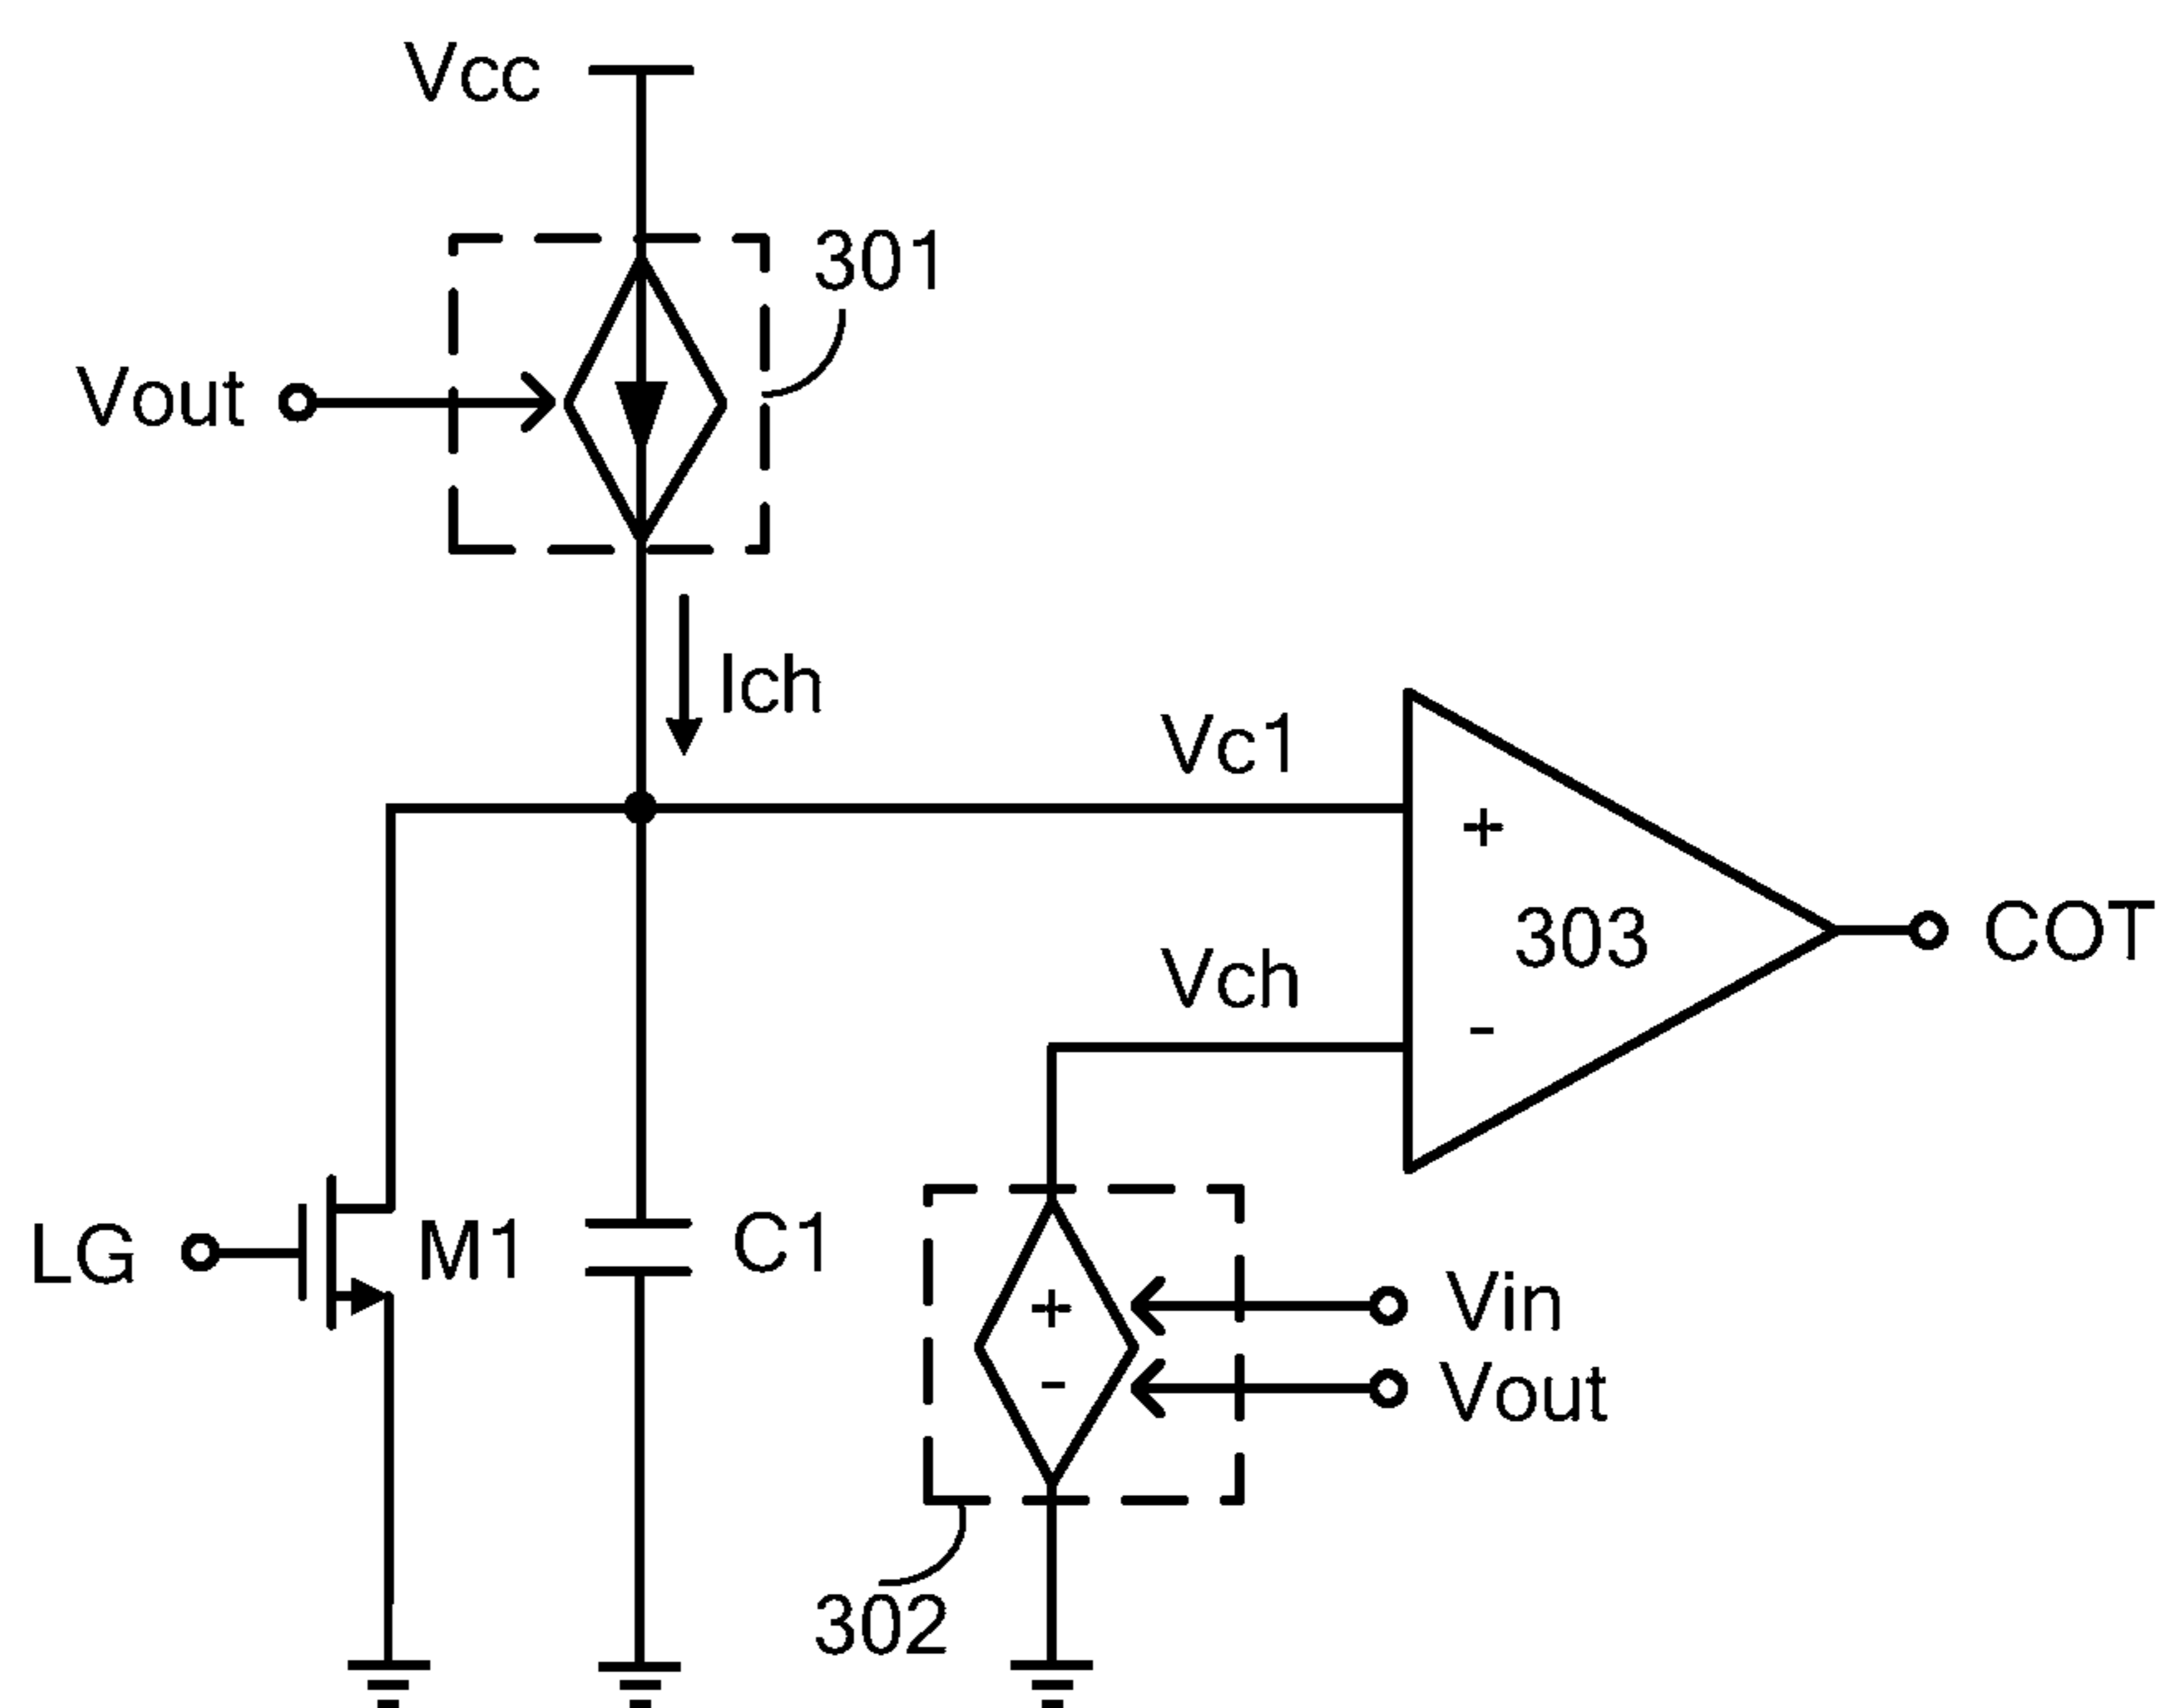 Vcc
301
Vout
Ich
Vc1
+
303
COT
Vch
-
LG
M1
C1
+
Vin
-
Vout
302